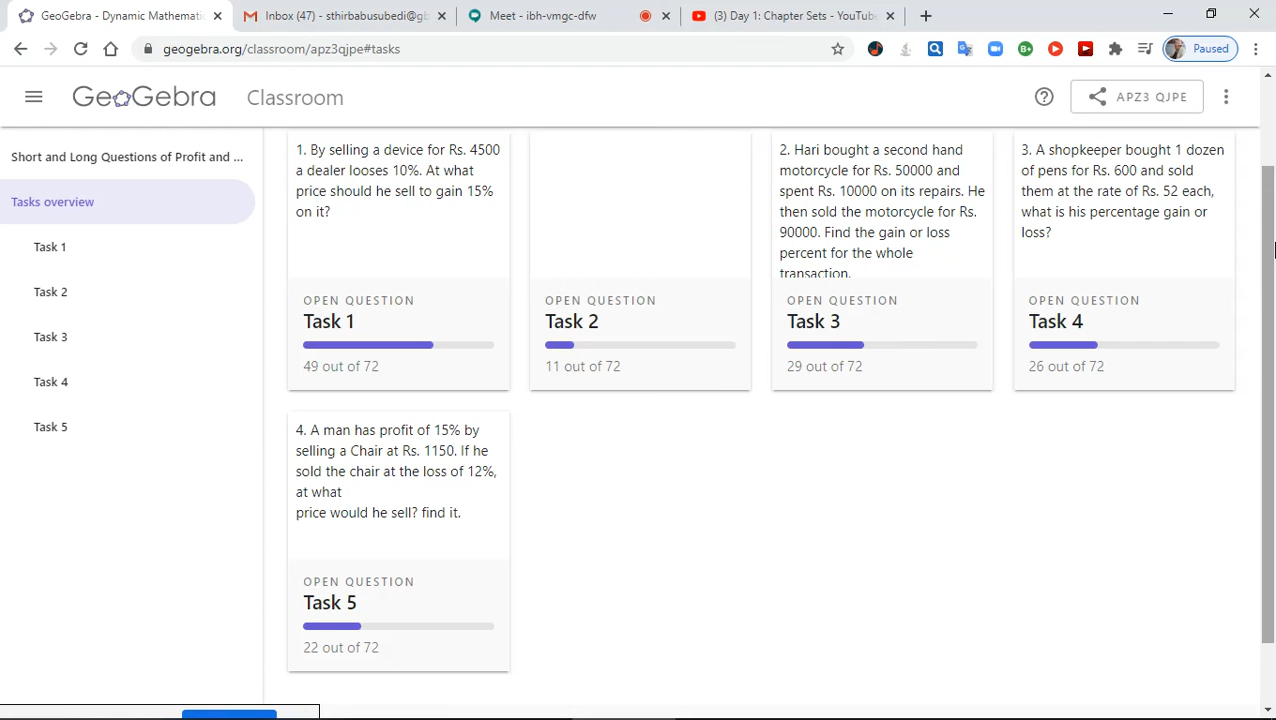 GeoGebra - Dynamic Mathematic
Inbox (47) - sthirbabusubedi@gb
Meet - ibh-vmgc-dfw
(3) Day 1: Chapter Sets - YouTube
geogebra.org/classroom/apz3qjpe#tasks
Paused
GeoGebra
Classroom
APZ3 QJPE
Short and Long Questions of Profit and ...
Tasks overview
Task 1
Task 2
Task 3
Task 4
Task 5
1. By selling a device for Rs. 4500
a dealer looses 10%. At what
price should he sell to gain 15%
on it?
OPEN QUESTION
Task 1
49 out of 72
OPEN QUESTION
Task 2
11 out of 72
2. Hari bought a second hand
motorcycle for Rs. 50000 and
spent Rs. 10000 on its repairs. He
then sold the motorcycle for Rs.
90000. Find the gain or loss
percent for the whole
transaction.
OPEN QUESTION
Task 3
29 out of 72
3. A shopkeeper bought 1 dozen
of pens for Rs. 600 and sold
them at the rate of Rs. 52 each,
what is his percentage gain or
loss?
OPEN QUESTION
Task 4
26 out of 72
4. A man has profit of 15% by
selling a Chair at Rs. 1150. If he
sold the chair at the loss of 12%,
at what
price would he sell? find it.
OPEN QUESTION
Task 5
22 out of 72